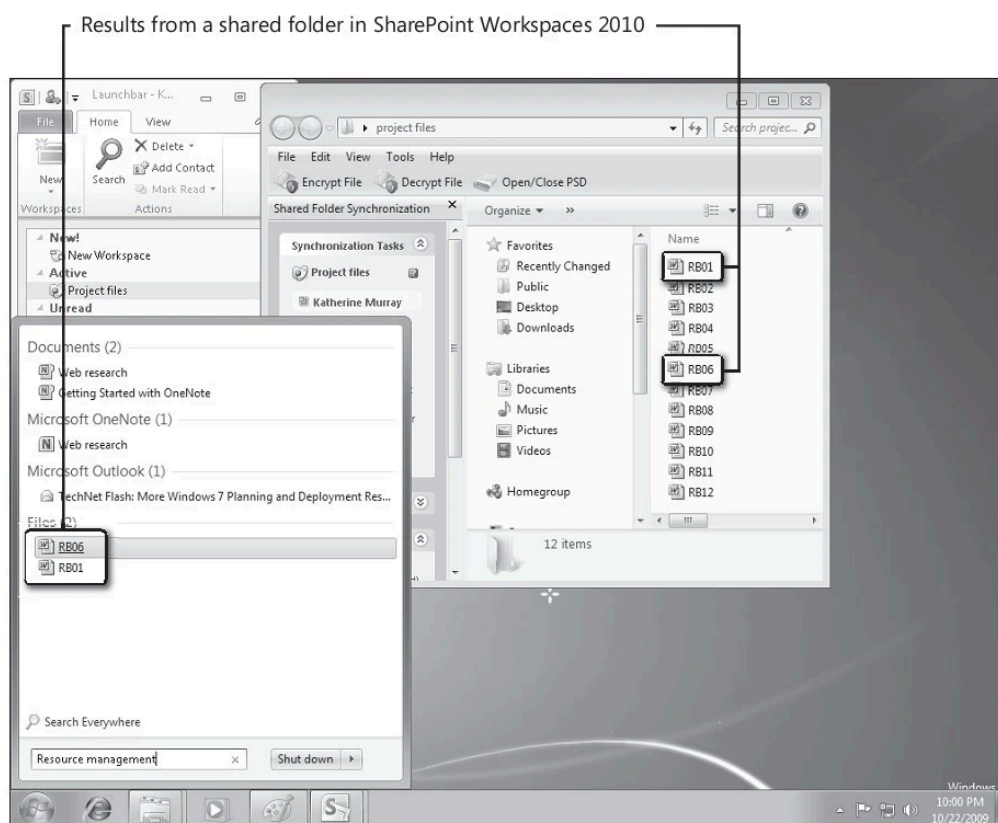 Results from a shared folder in SharePoint Workspaces 2010
Launchbar - K...
File Home View
New
Workspaces
Search
Delete
Add Contact
Mark Read
Actions
New!
New Workspace
Active
Project files
Unread
project files
Search projec...
File Edit View Tools Help
Encrypt File Decrypt File Open/Close PSD
Shared Folder Synchronization
Synchronization Tasks
Project files
Katherine Murray
Organize »
Favorites
Recently Changed
Public
Desktop
Downloads
Libraries
Documents
Music
Pictures
Videos
Homegroup
Name
RB01
RB02
RB03
RB04
RB05
RB06
RB07
RB08
RB09
RB10
RB11
RB12
12 items
Documents (2)
Web research
Getting Started with OneNote
Microsoft OneNote (1)
Web research
Microsoft Outlook (1)
TechNet Flash: More Windows 7 Planning and Deployment Res...
Files (2)
RB06
RB01
Search Everywhere
Resource management
Shut down
Windows
10:00 PM
10/22/2009